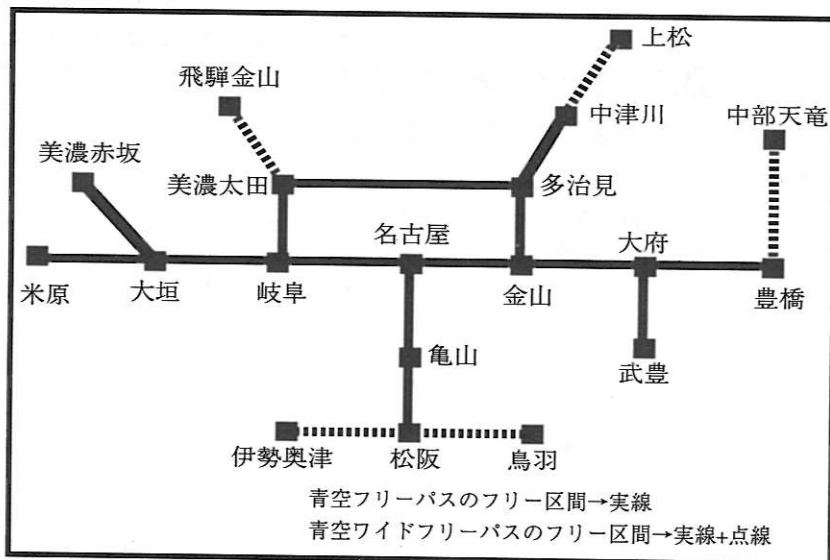 上松
飛騨金山
中津川
中部天竜
美濃赤坂
美濃太田
多治見
名古屋
大府
米原
大垣
岐阜
金山
豊橋
亀山
武豊
伊勢奥津
松阪
鳥羽
青空フリーパスのフリー区間→実線
青空ワイドフリーパスのフリー区間→実線+点線